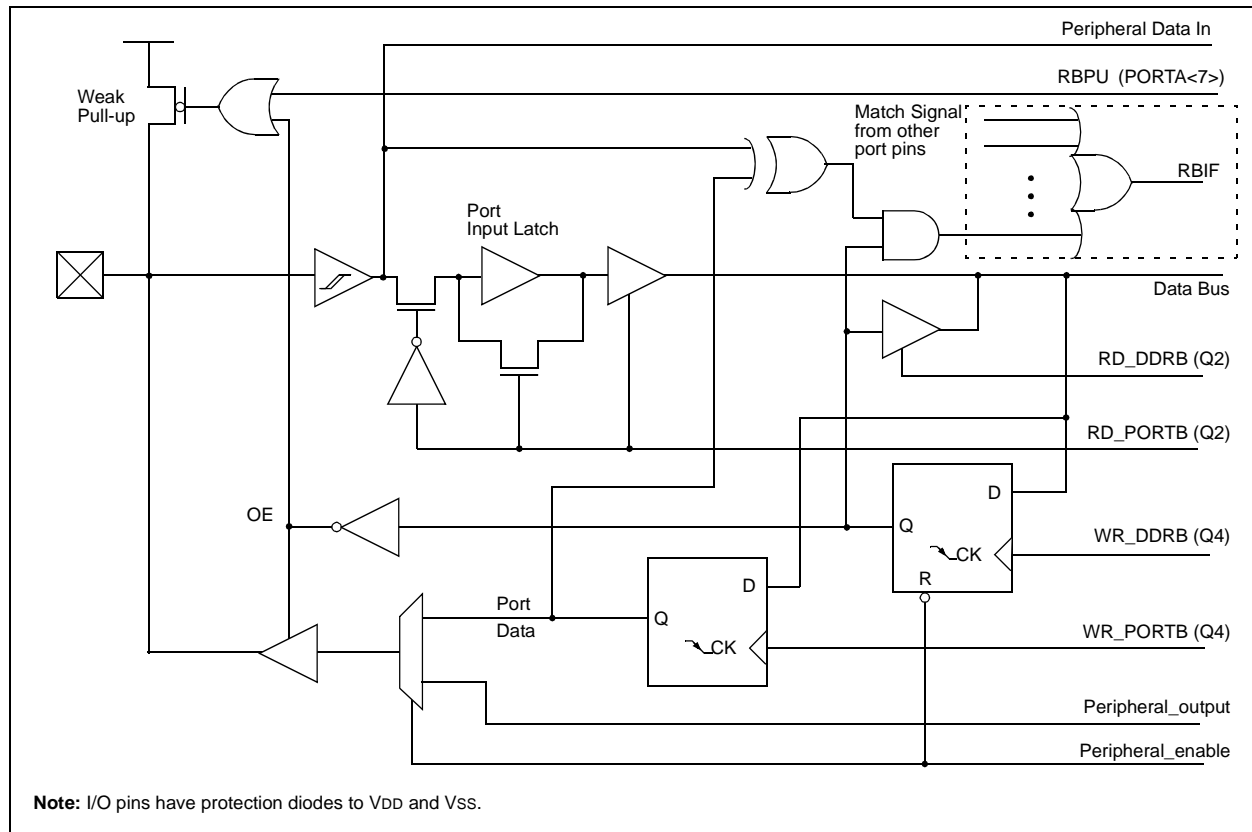 Peripheral Data In
RBPU (PORTA<7>)
Weak
Pull-up
Match Signal
from other
port pins
RBIF
Port
Input Latch
Data Bus
RD_DDRB (Q2)
RD_PORTB (Q2)
D
OE
Q
CK
WR_DDRB (Q4)
R
D
Port
Data
Q
CK
WR_PORTB (Q4)
Peripheral_output
Peripheral_enable
Note: I/O pins have protection diodes to VDD and VSS.